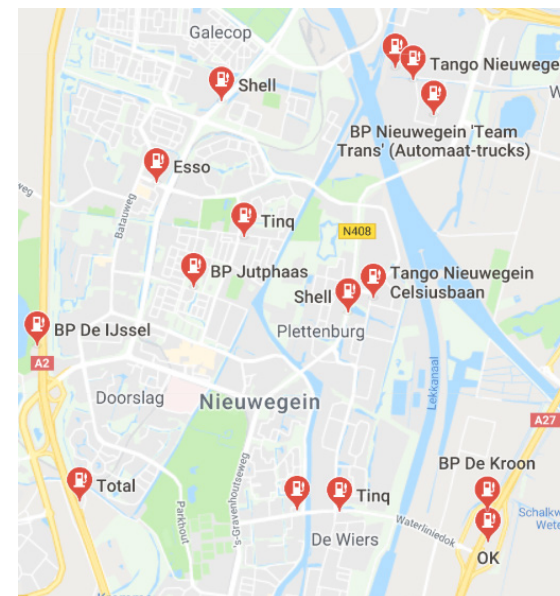 Galecop
Tango Nieuwege
Shell
W
BP Nieuwegein 'Team
Trans' (Automaat-trucks)
Esso
weg
Batauweg
Tinq
N408
BP Jutphaas
Tango Nieuwegein
Celsiusbaan
Shell
BP De IJssel
Plettenburg
A2
Lekkanaal
Doorslag
Nieuwegein
A27
BP De Kroon
Total
Tinq
's-Gravenhoutseweg
Parkhout
Schalkw
Wete
Waterliniedok
De Wiers
OK